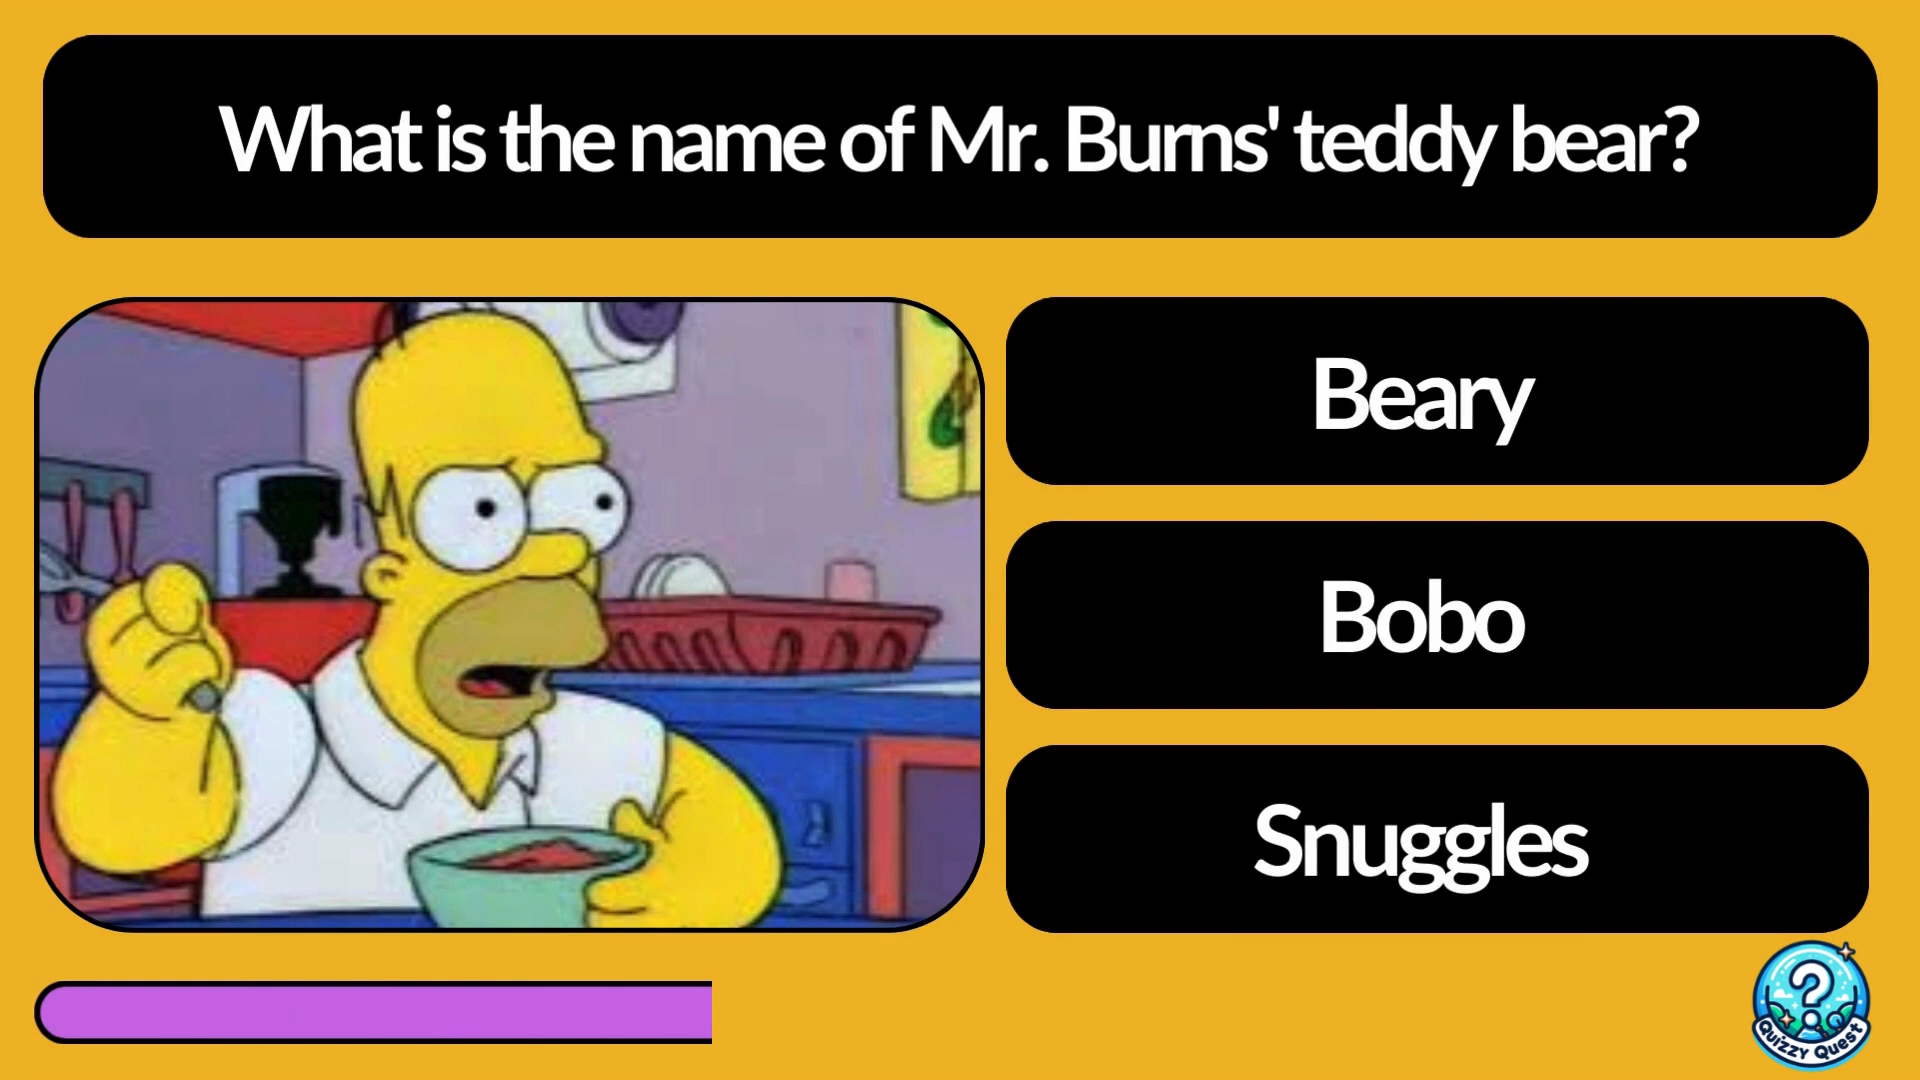 What is the name of Mr. Burns' teddy bear?
Beary
Bobo
Snuggles
?
Quizzy Quest